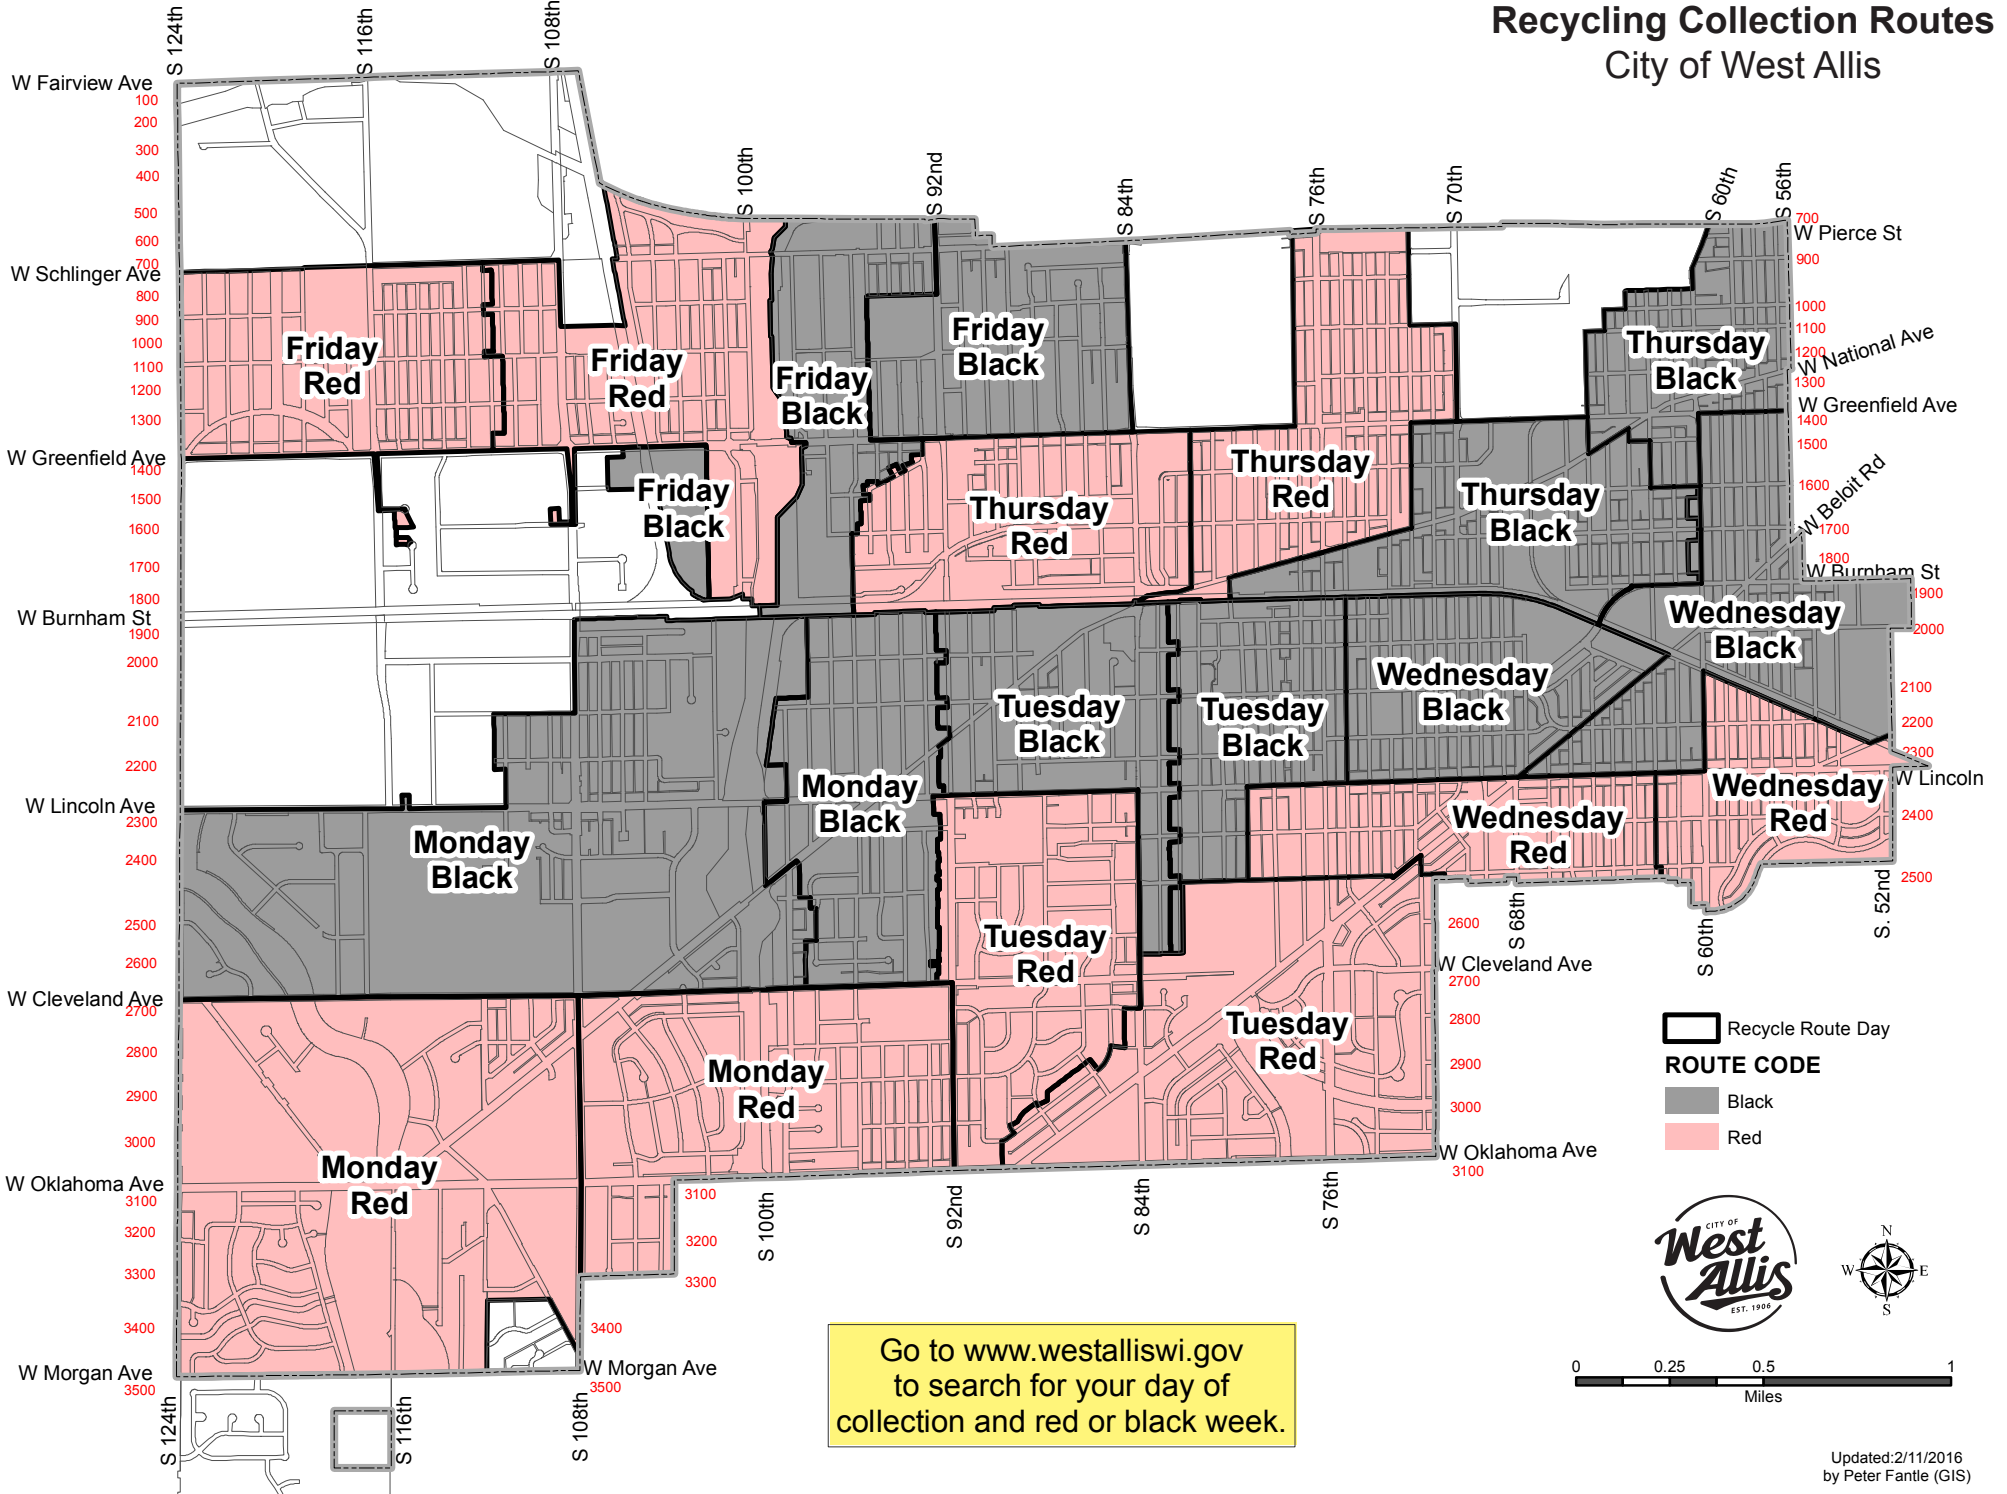 Recycling Collection Routes
City of West Allis
S 124th
S 116th
S 108th
S 100th
S 92nd
S 84th
S 76th
S 70th
S 60th
S 56th
W Fairview Ave
100
200
300
400
500
600
700
W Schlinger Ave
800
900
1000
1100
1200
1300
W Greenfield Ave
1400
1500
1600
1700
1800
W Burnham St
1900
2000
2100
2200
W Lincoln Ave
2300
2400
2500
2600
W Cleveland Ave
2700
2800
2900
3000
W Oklahoma Ave
3100
3200
3300
3400
W Morgan Ave
3500
700
W Pierce St
900
1000
1100
1200
W National Ave
1300
W Greenfield Ave
1400
1500
1600
W Beloit Rd
1700
1800
W Burnham St
1900
2000
2100
2200
2300
W Lincoln
2400
2500
Friday
Red
Friday
Red
Friday
Black
Friday
Black
Friday
Black
Thursday
Red
Thursday
Red
Thursday
Black
Thursday
Black
Wednesday
Black
Wednesday
Black
Wednesday
Red
Wednesday
Red
Tuesday
Black
Tuesday
Black
Monday
Black
Monday
Black
Tuesday
Red
Tuesday
Red
Monday
Red
Monday
Red
S 68th
S 60th
S. 52nd
2600
W Cleveland Ave
2700
2800
2900
3000
W Oklahoma Ave
3100
3100
3200
3300
3400
W Morgan Ave
3500
S 124th
S 116th
S 108th
S 100th
S 92nd
S 84th
S 76th
Recycle Route Day
ROUTE CODE
Black
Red
CITY OF
West
Allis
EST. 1906
N
W
E
S
0
0.25
0.5
1
Miles
Go to www.westalliswi.gov
to search for your day of
collection and red or black week.
Updated:2/11/2016
by Peter Fantle (GIS)